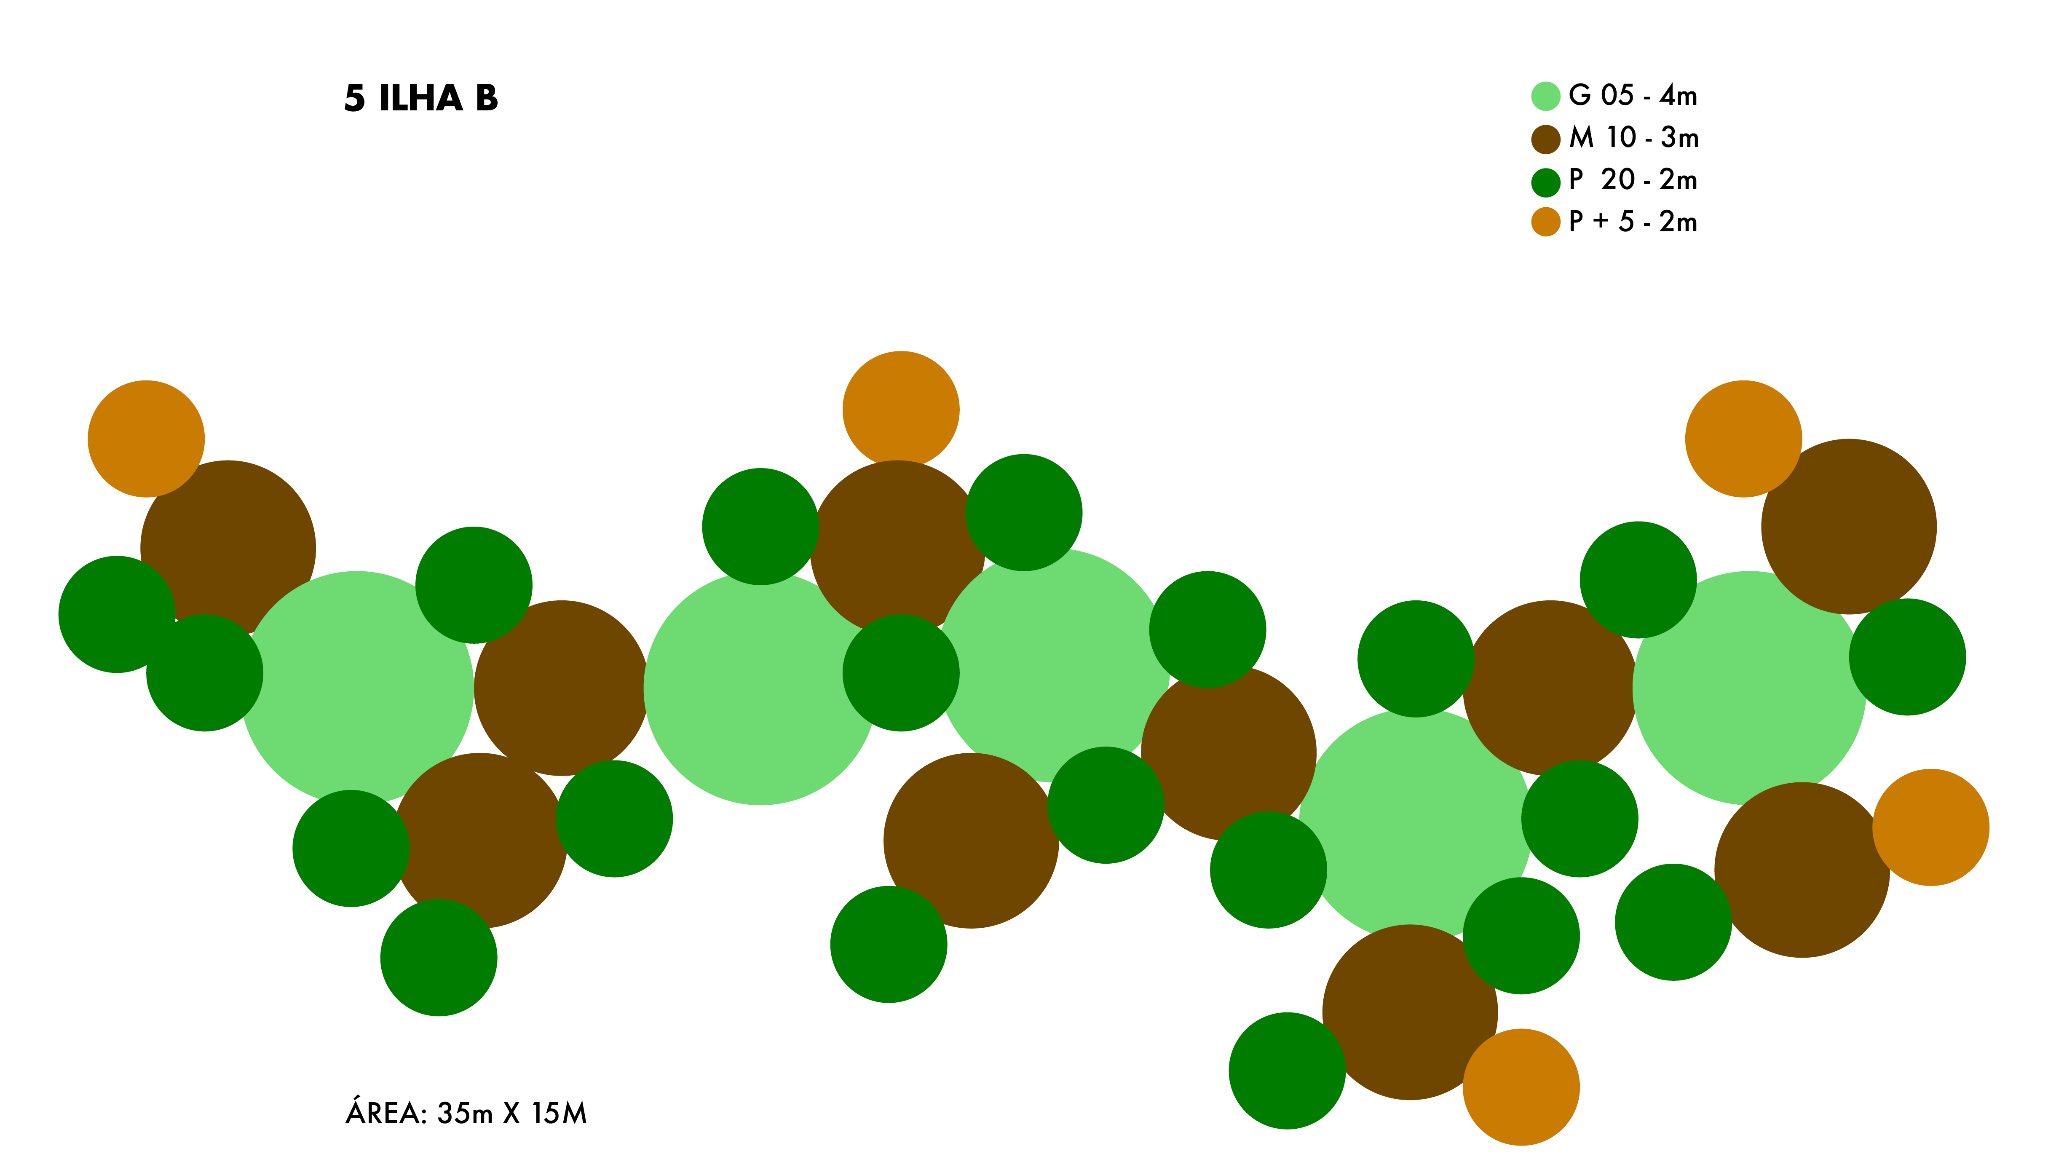 5 ILHA B
G 05 - 4m
M 10 - 3m
P 20 - 2m
P + 5 - 2m
ÁREA: 35m X 15M